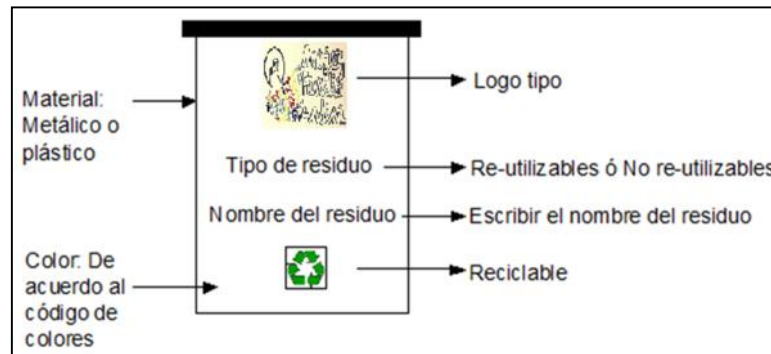 Material:
Metálico o
plástico
Logo tipo
Tipo de residuo
Re-utilizables ó No re-utilizables
Nombre del residuo
Escribir el nombre del residuo
Color: De
acuerdo al
código de
colores
Reciclable